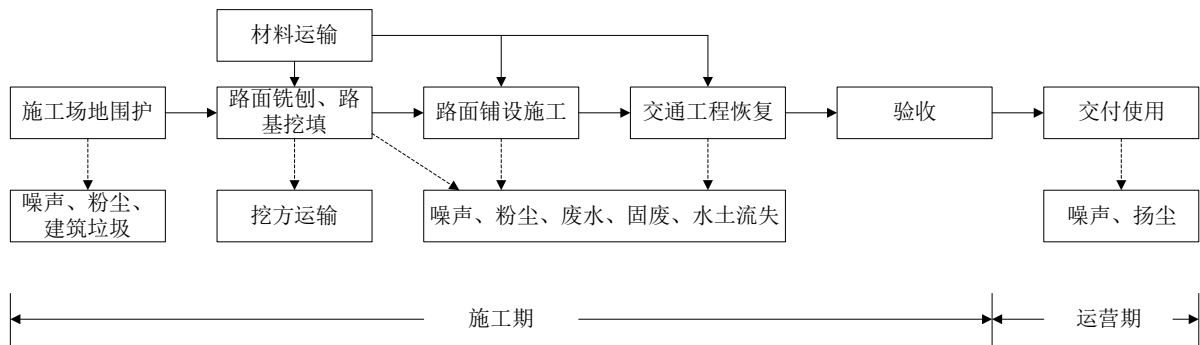 材料运输
施工场地围护
路面铣刨、路
基挖填
路面铺设施工
交通工程恢复
验收
交付使用
噪声、粉尘、
建筑垃圾
挖方运输
噪声、粉尘、废水、固废、水土流失
噪声、扬尘
施工期
运营期